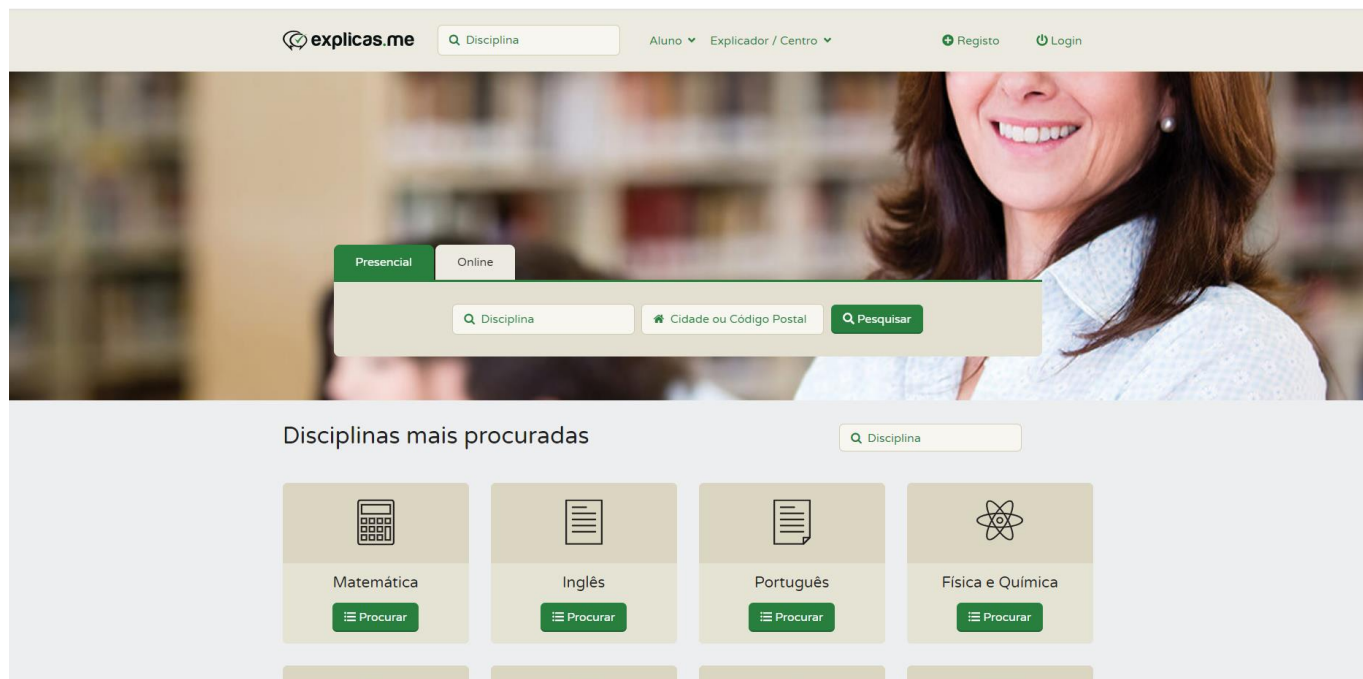 explicas.me
Disciplina
Aluno
Explicador / Centro
Registo
Login
Presencial
Online
Disciplina
Cidade ou Código Postal
Pesquisar
Disciplinas mais procuradas
Disciplina
Matemática
Inglês
Português
Física e Química
Procurar
Procurar
Procurar
Procurar